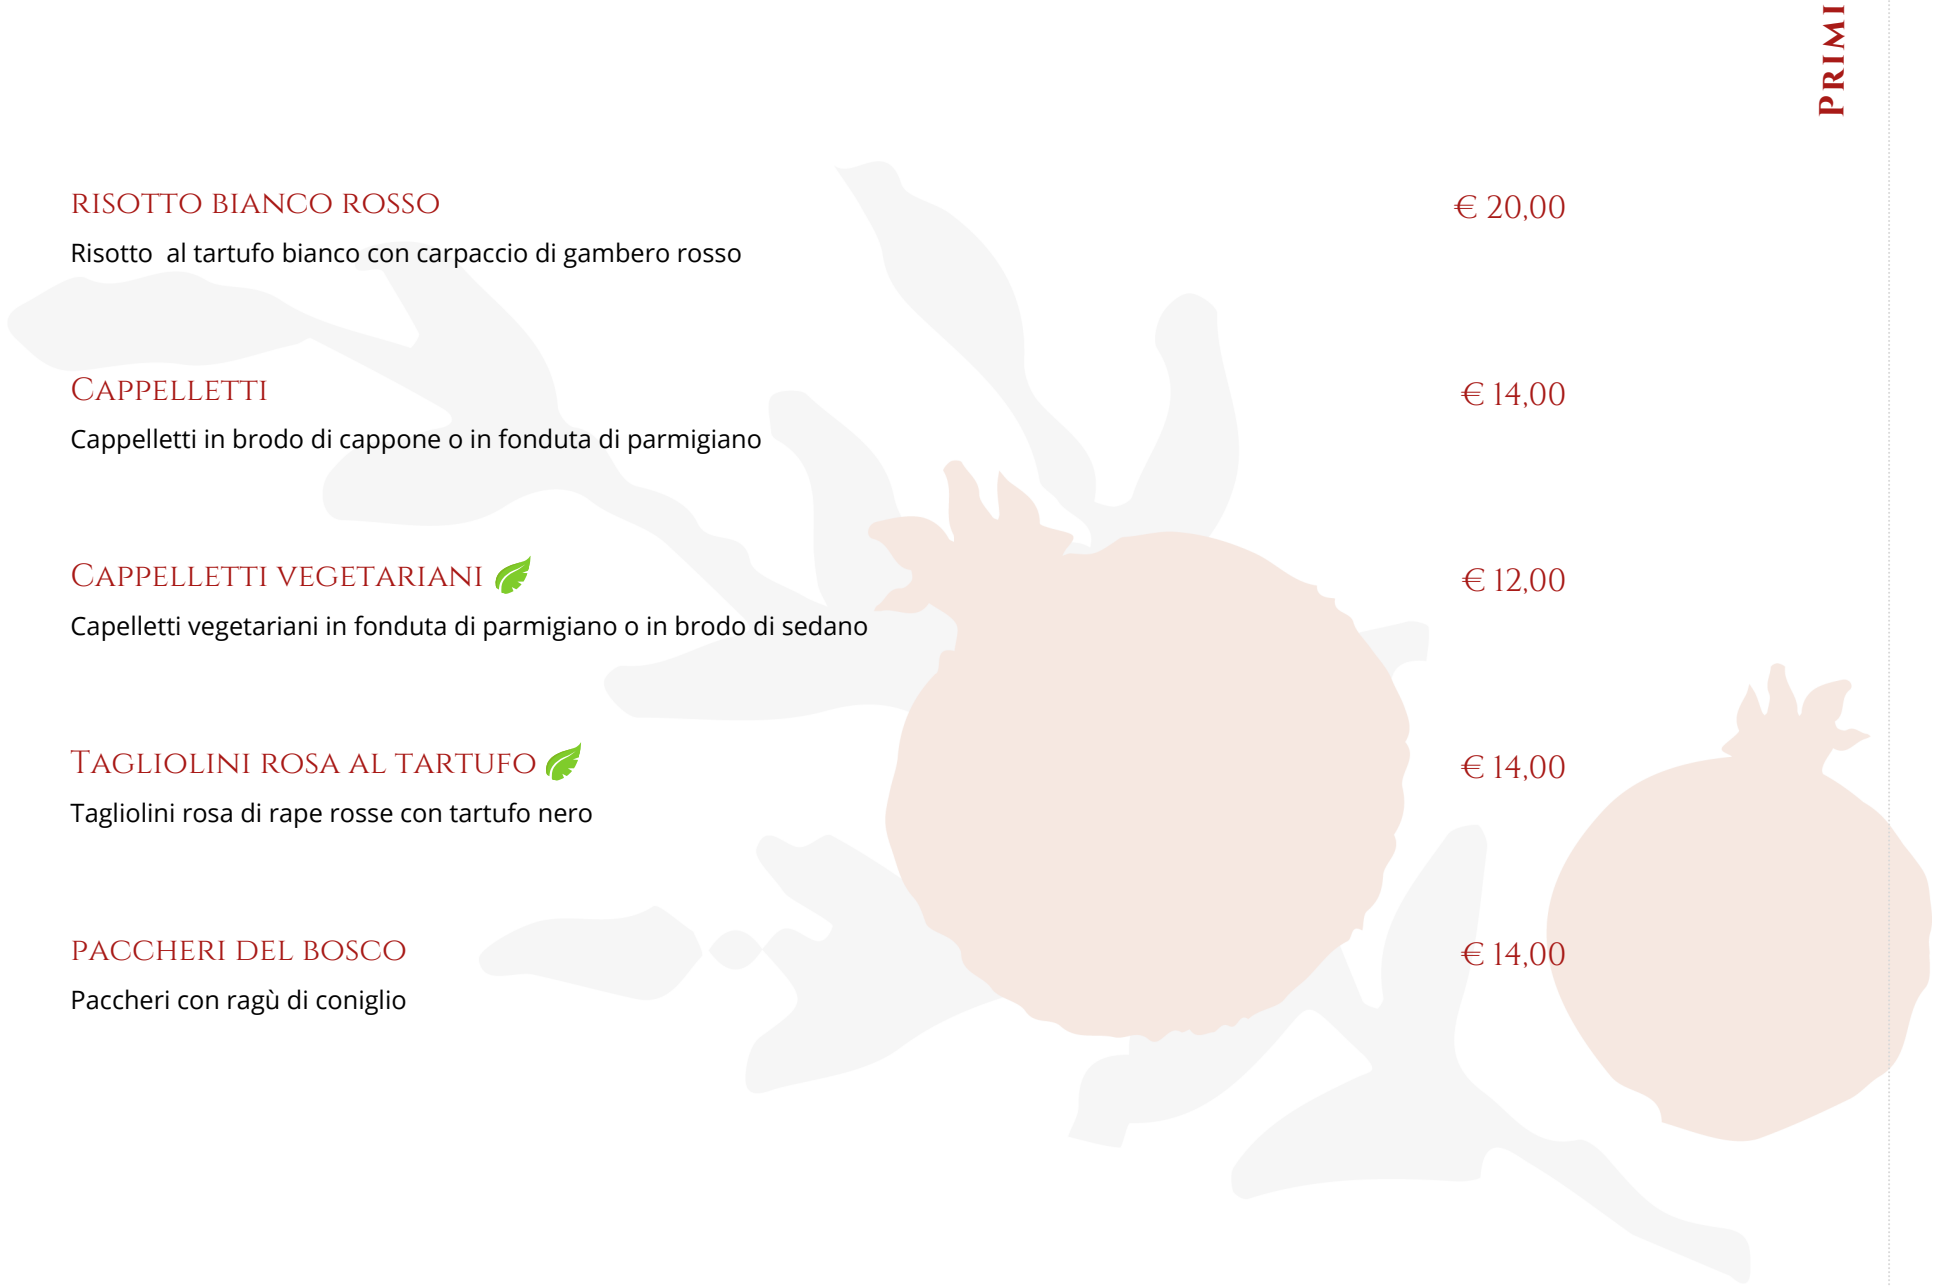 PRIMI
RISOTTO BIANCO ROSSO
€ 20,00
Risotto  al tartufo bianco con carpaccio di gambero rosso
CAPPELLETTI
€ 14,00
Cappelletti in brodo di cappone o in fonduta di parmigiano
CAPPELLETTI VEGETARIANI
€ 12,00
Capelletti vegetariani in fonduta di parmigiano o in brodo di sedano
TAGLIOLINI ROSA AL TARTUFO
€ 14,00
Tagliolini rosa di rape rosse con tartufo nero
PACCHERI DEL BOSCO
€ 14,00
Paccheri con ragù di coniglio